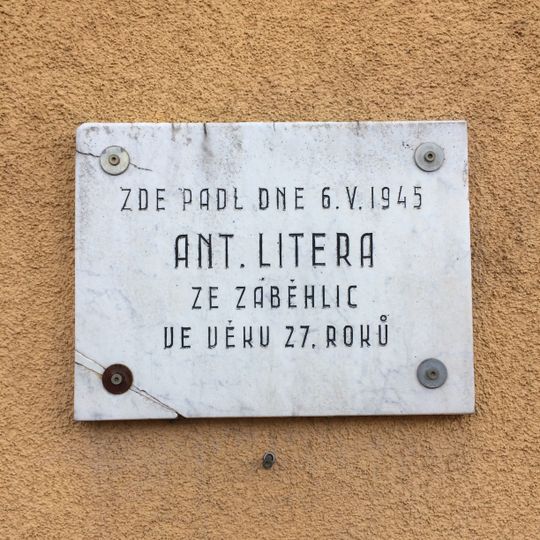 ZDE PADL DNE 6.V.1945
ANT. LITERA
ZE ZÁBĚHLIC
VE VĚKU 27. ROKŮ